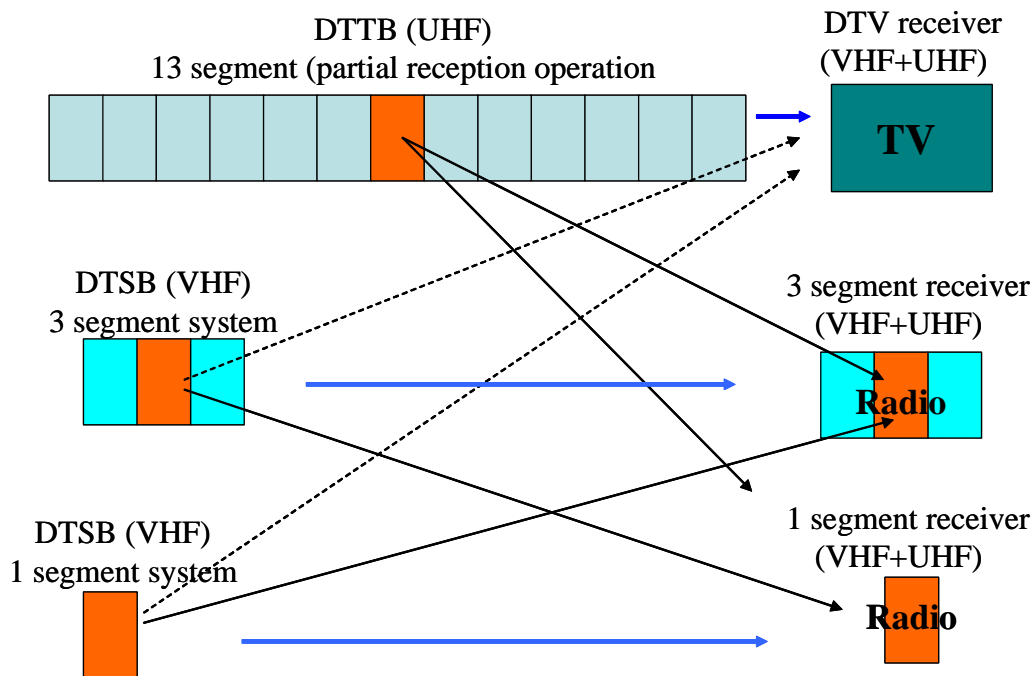 DTTB (UHF)
13 segment (partial reception operation
DTV receiver
(VHF+UHF)
TV
DTSB (VHF)
3 segment system
3 segment receiver
(VHF+UHF)
Radio
DTSB (VHF)
1 segment system
1 segment receiver
(VHF+UHF)
Radio